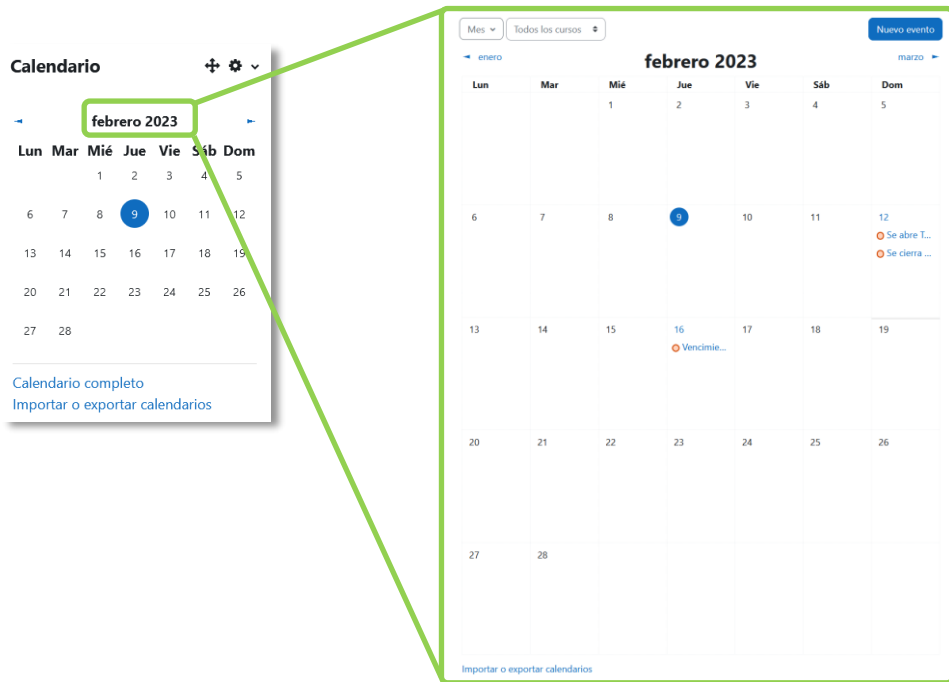 Calendario
febrero 2023
Lun Mar Mié Jue Vie Sáb Dom
1 2 3 4 5
6 7 8 9 10 11 12
13 14 15 16 17 18 19
20 21 22 23 24 25 26
27 28
Calendario completo
Importar o exportar calendarios
Mes Todos los cursos Nuevo evento
enero febrero 2023 marzo
Lun Mar Mié Jue Vie Sáb Dom
1 2 3 4 5
6 7 8 9 10 11 12
Se abre T...
Se cierra ...
13 14 15 16 17 18 19
Vencimie...
20 21 22 23 24 25 26
27 28
Importar o exportar calendarios